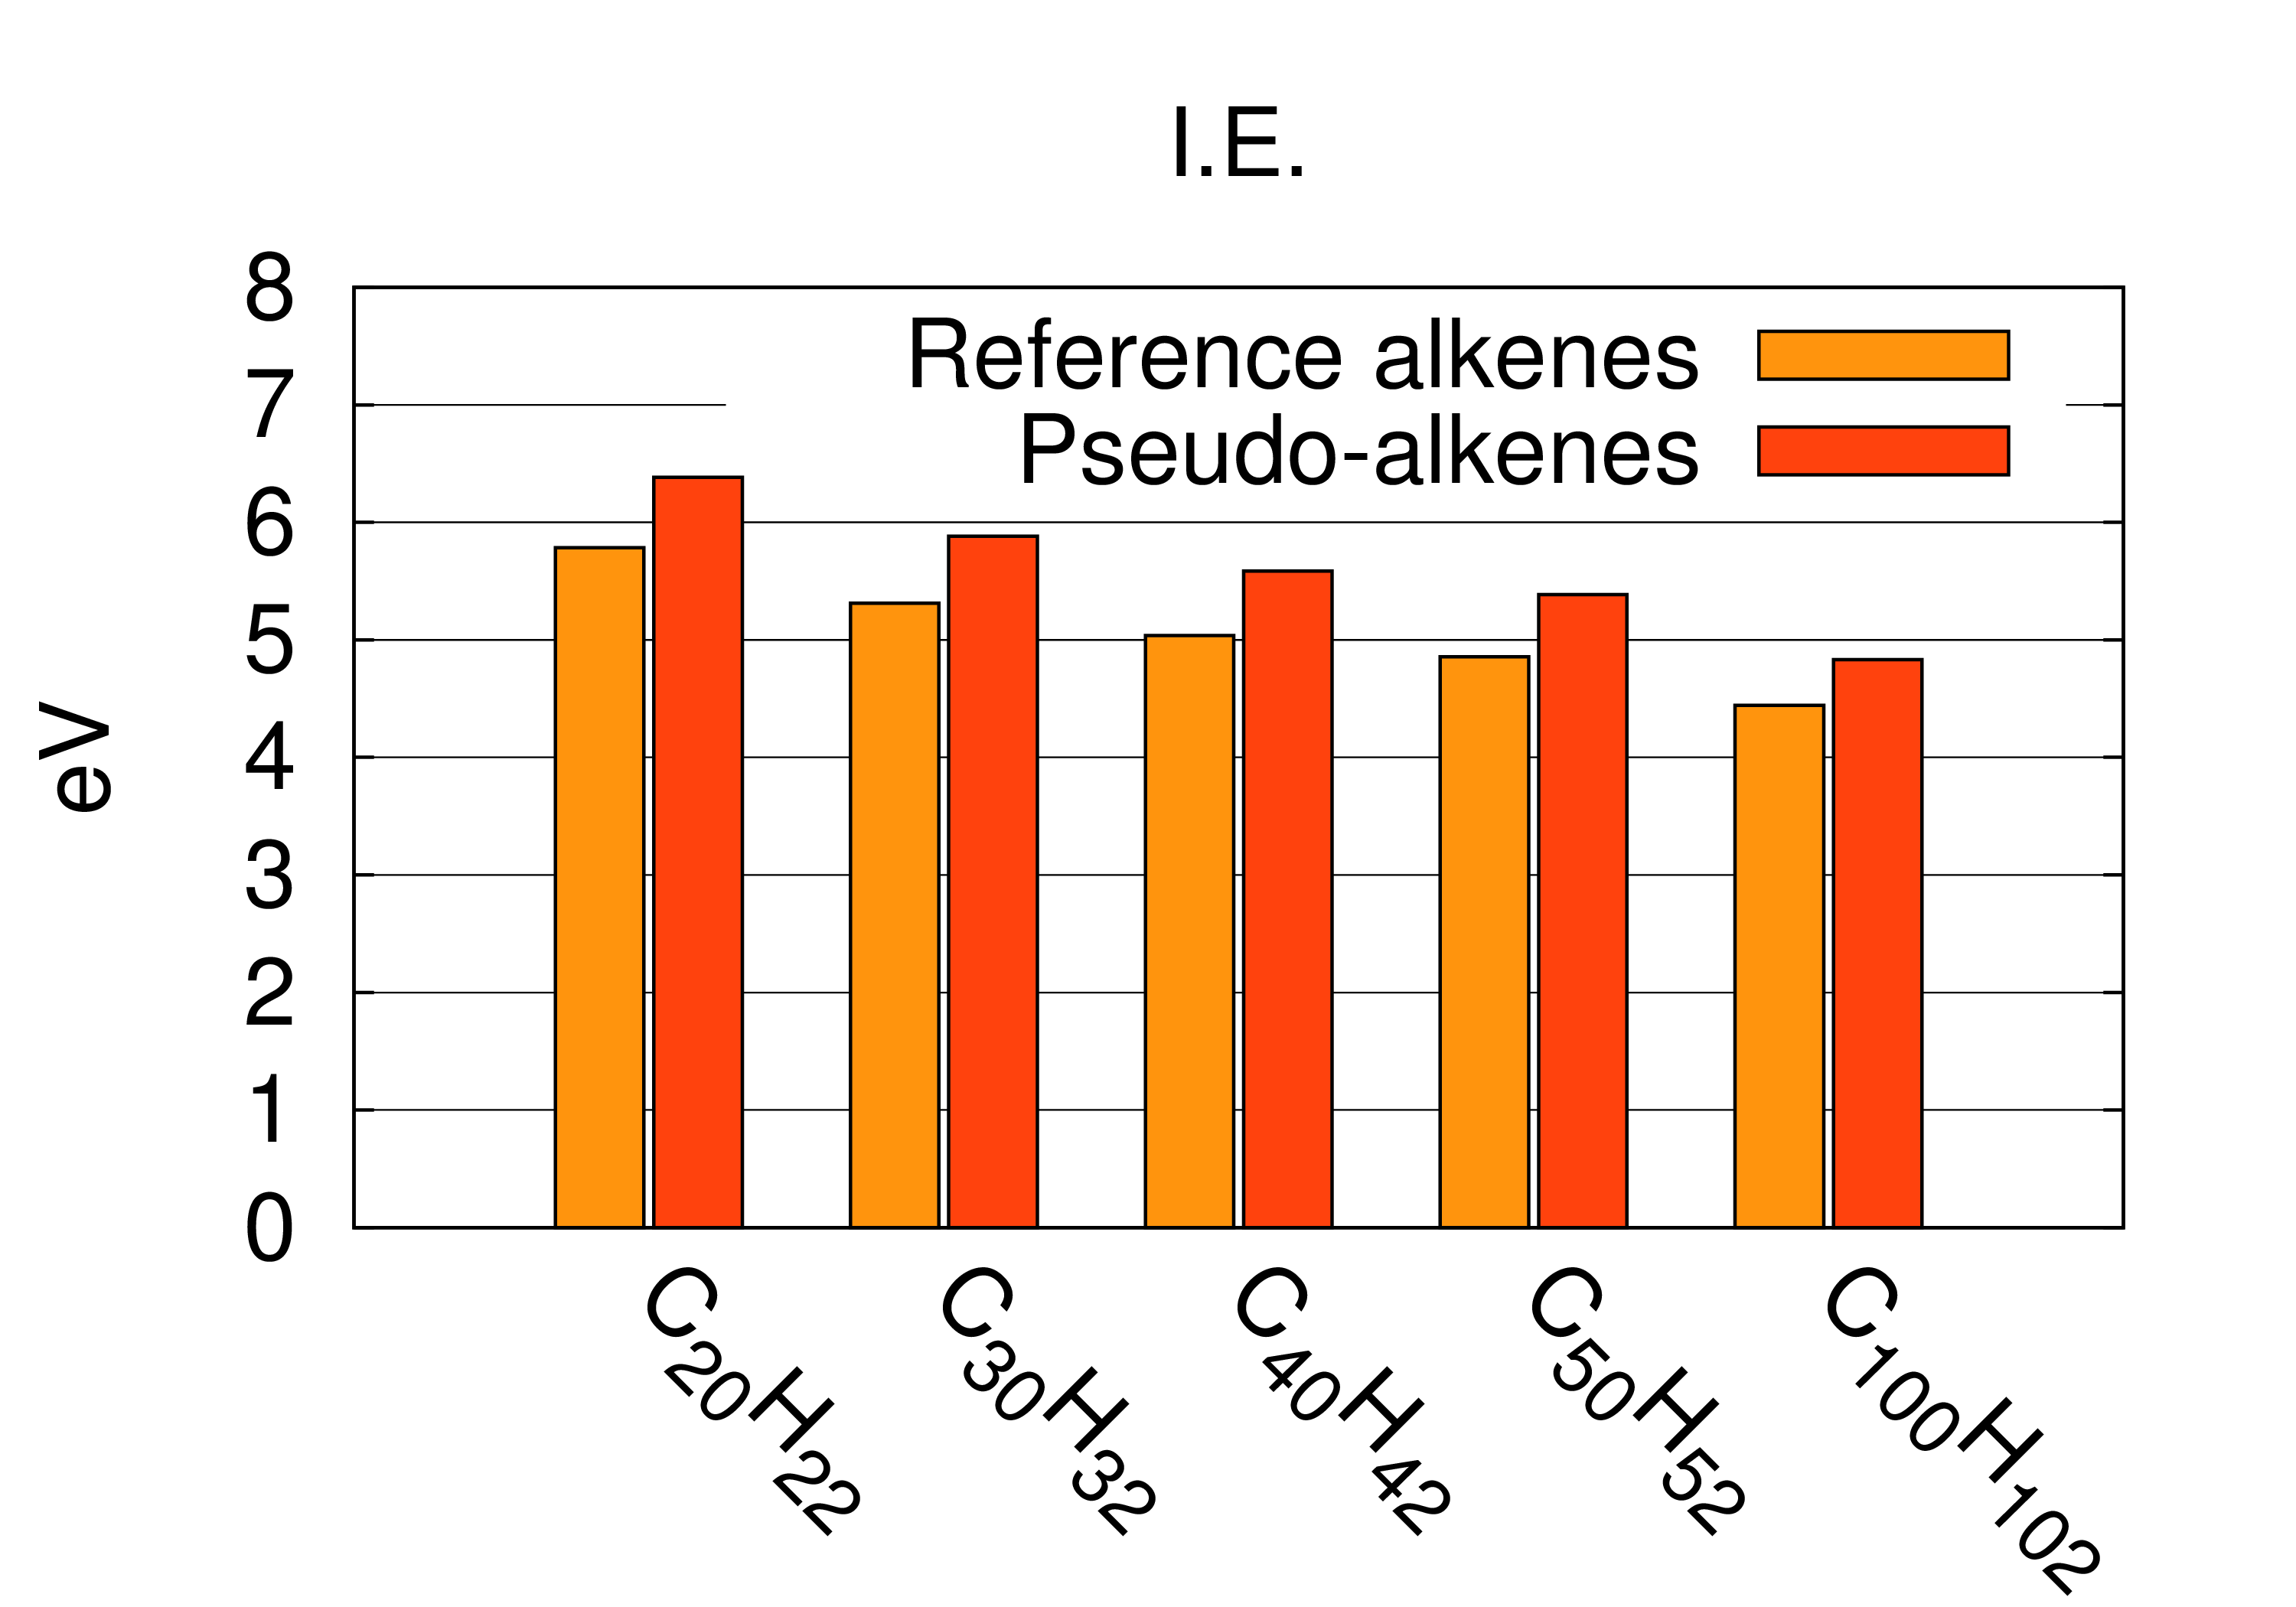 I.E.
8
7
6
5
4
3
2
1
0
eV
Reference alkenes
Pseudo-alkenes
C₂₀H₂₂
C₃₀H₃₂
C₄₀H₄₂
C₅₀H₅₂
C₁₀₀H₁₀₂